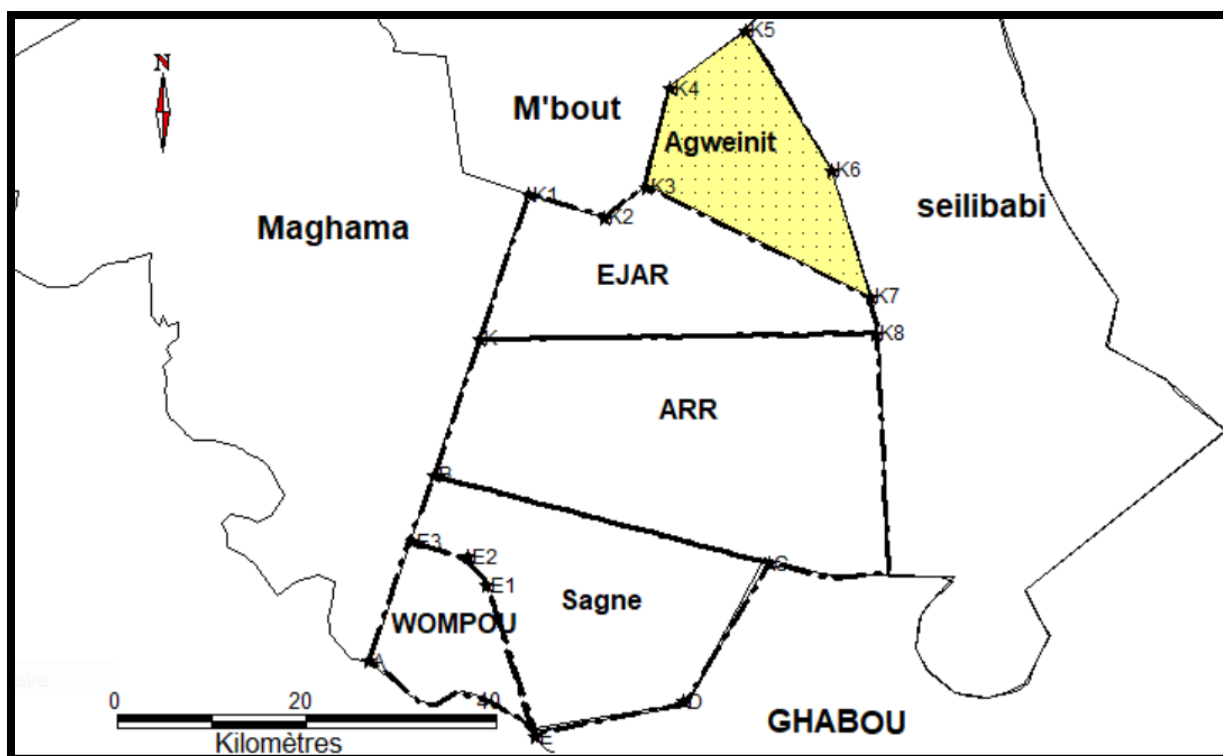 K5
N
K4
M'bout
Agweinit
K6
K1
K3
seilibabi
K2
Maghama
EJAR
K7
K8
K
ARR
B
E3
E2
E1
Sagne
WOMPOU
A
0 20 40
D
GHABOU
E
Kilomètres